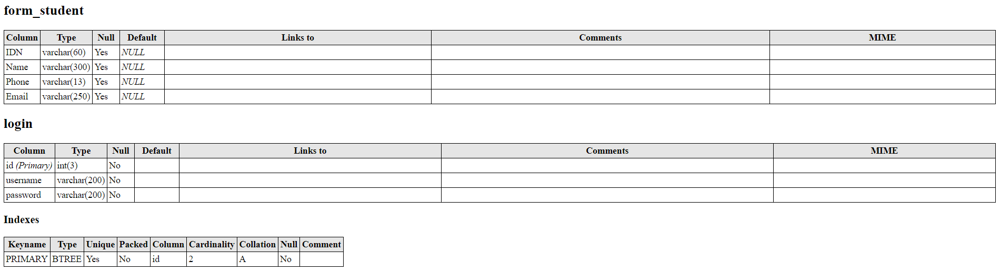 form_student
Column Type Null Default Links to Comments MIME
IDN varchar(60) Yes NULL
Name varchar(300) Yes NULL
Phone varchar(13) Yes NULL
Email varchar(250) Yes NULL
login
Column Type Null Default Links to Comments MIME
id (Primary) int(3) No
username varchar(200) No
password varchar(200) No
Indexes
Keyname Type Unique Packed Column Cardinality Collation Null Comment
PRIMARY BTREE Yes No id 2 A No